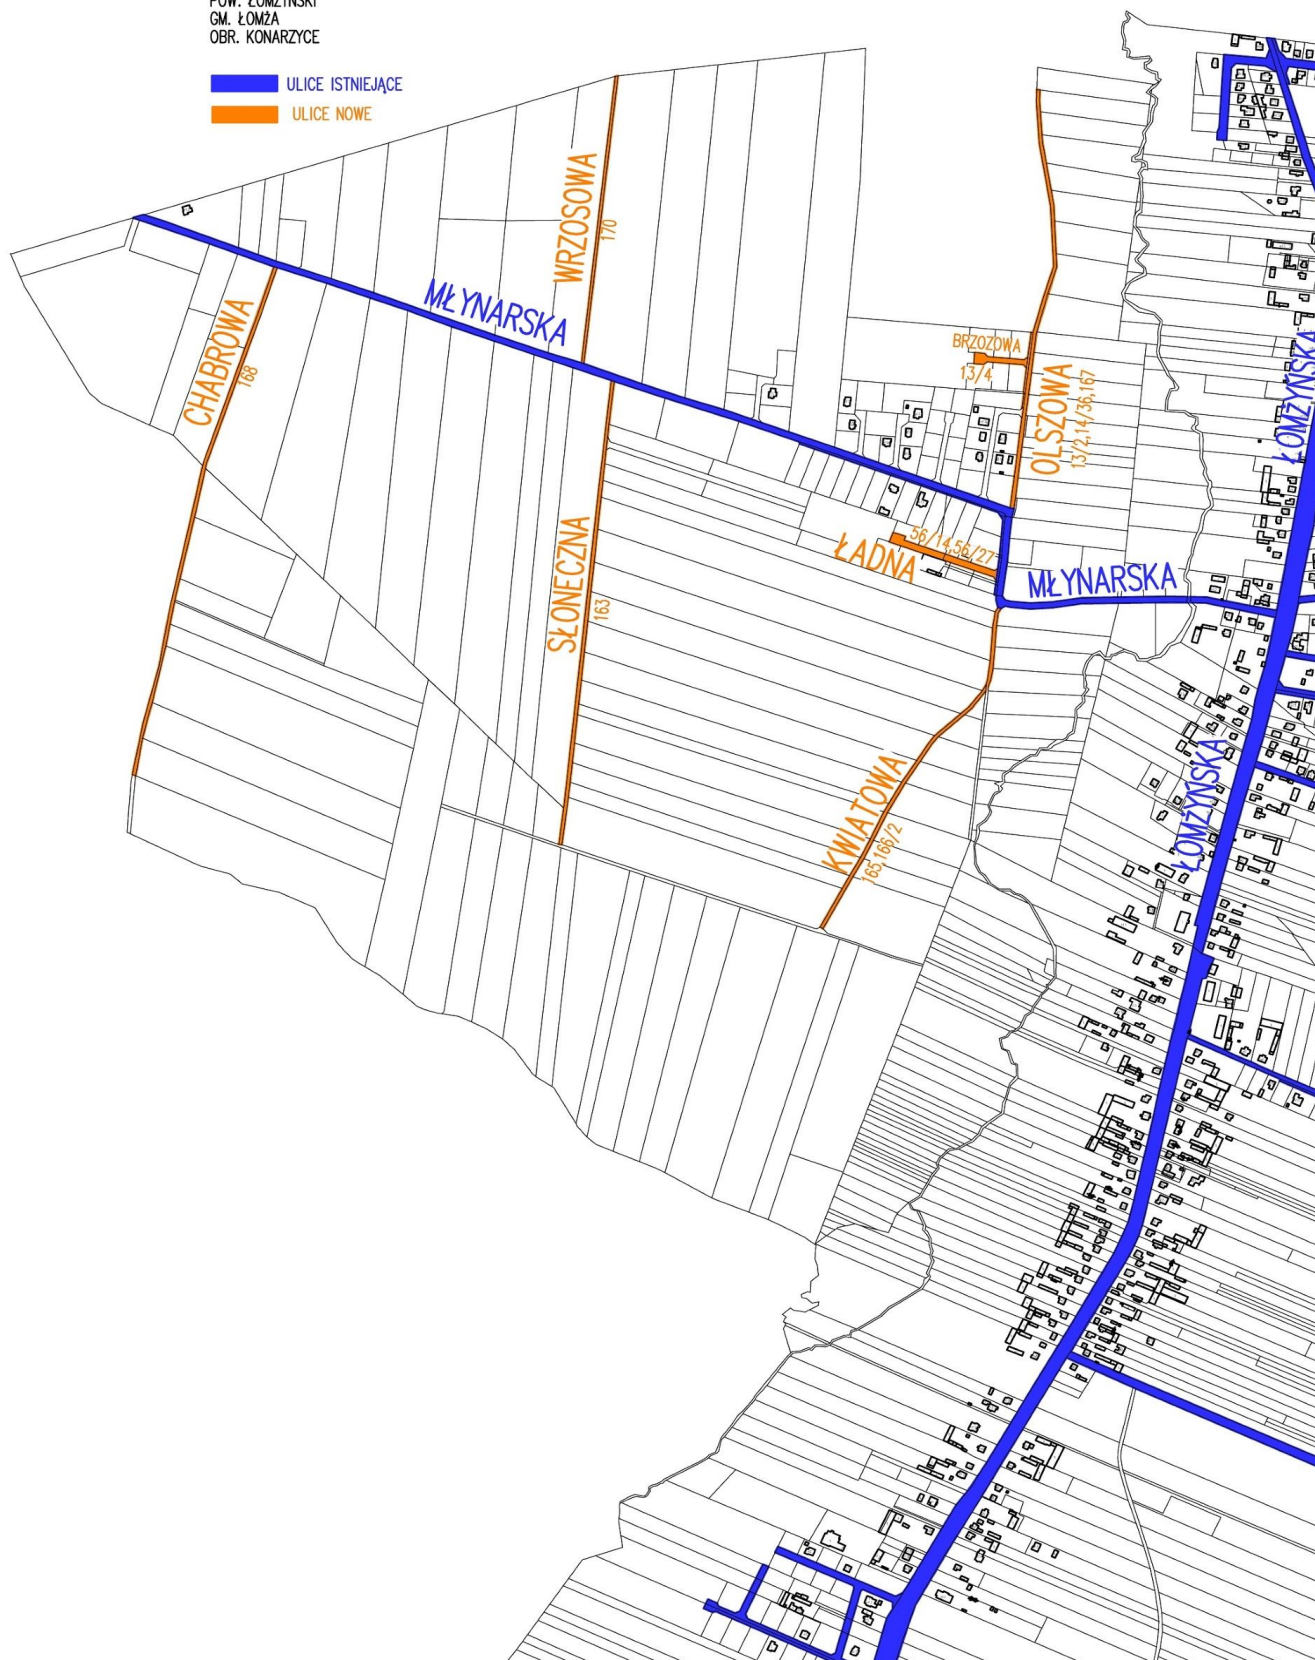 POW. ŁOMŻYŃSKI
GM. ŁOMŻA
OBR. KONARZYCE
ULICE ISTNIEJĄCE
ULICE NOWE
WRZOSOWA
170
MŁYNARSKA
CHABROWA
168
BRZOZOWA
13/4
OLSZOWA
13/2,14/36,167
ŁOMŻYŃSKA
SŁONECZNA
163
ŁADNA
56/14,56/27
MŁYNARSKA
KWIATOWA
165,166/2
ŁOMŻYŃSKA